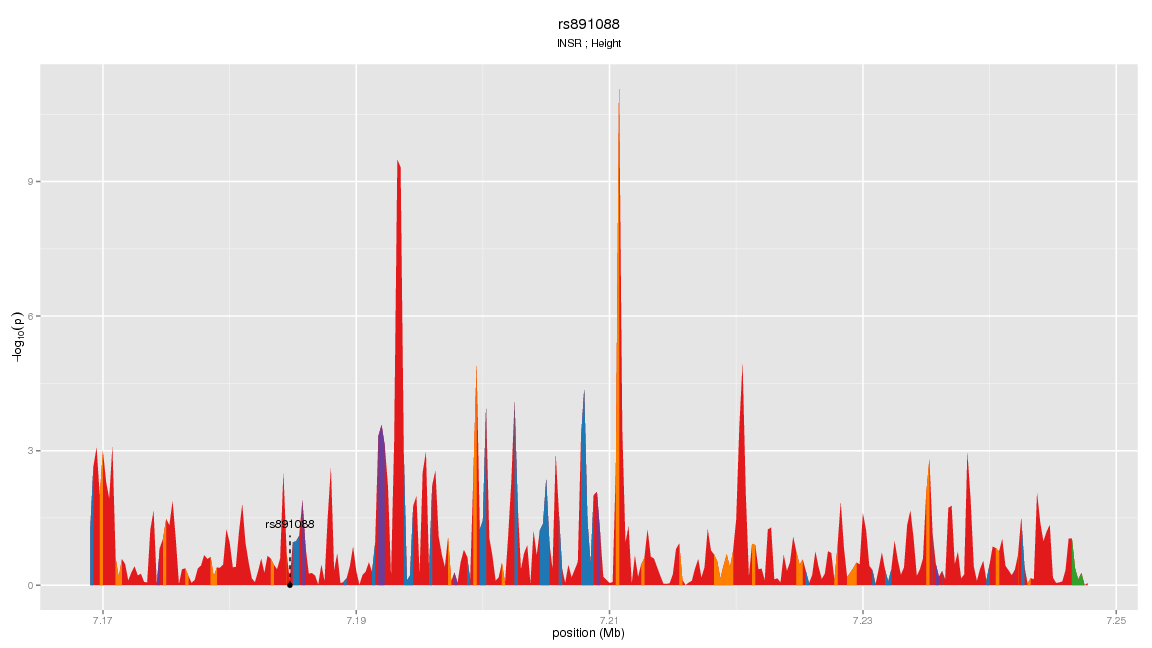 rs891088
INSR ; Height
−log₁₀(p)
9
6
3
0
rs891088
7.17
7.19
7.21
7.23
7.25
position (Mb)